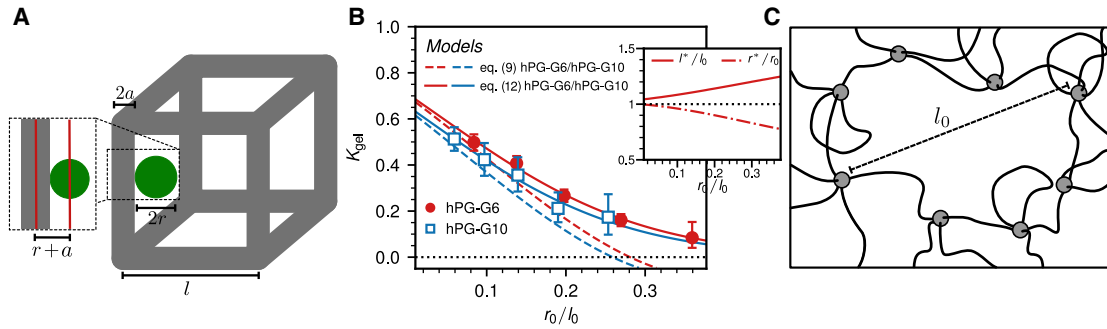 A
2a
2r
r + a
l
B
K_gel
1.0
0.8
0.6
0.4
0.2
0.0
Models
eq. (9) hPG-G6/hPG-G10
eq. (12) hPG-G6/hPG-G10
hPG-G6
hPG-G10
0.1
0.2
0.3
r_0/l_0
1.5
1
0.5
l*/l_0
r*/r_0
0.1
0.2
0.3
r_0/l_0
C
l_0